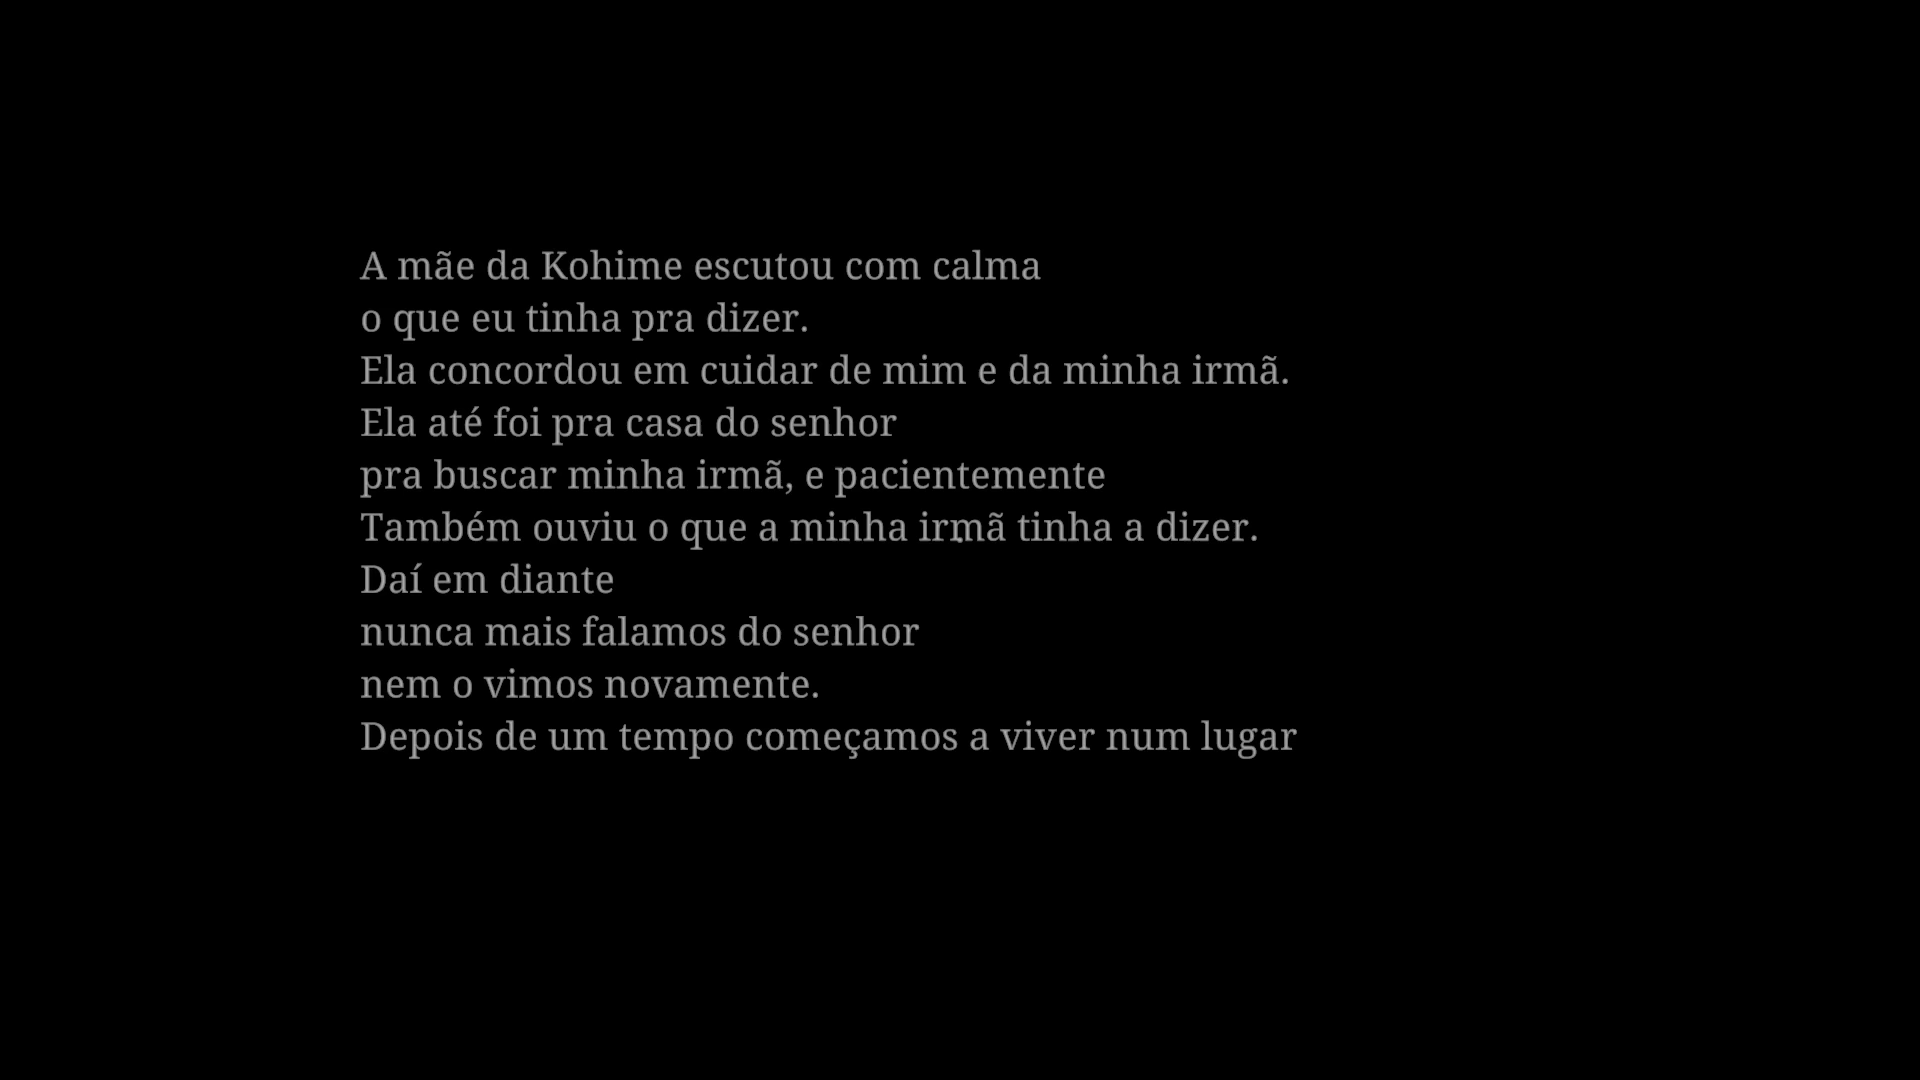 A mãe da Kohime escutou com calma
o que eu tinha pra dizer.
Ela concordou em cuidar de mim e da minha irmã.
Ela até foi pra casa do senhor
pra buscar minha irmã, e pacientemente
Também ouviu o que a minha irmã tinha a dizer.
Daí em diante
nunca mais falamos do senhor
nem o vimos novamente.
Depois de um tempo começamos a viver num lugar